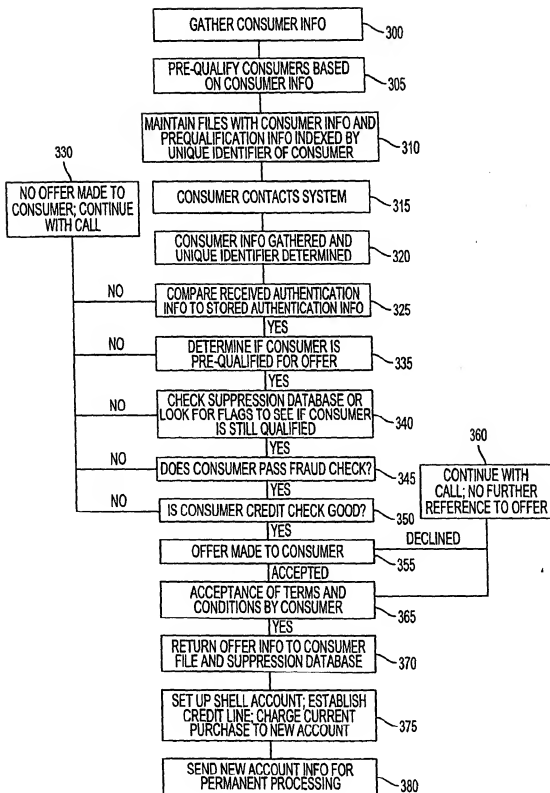 GATHER CONSUMER INFO
300
PRE-QUALIFY CONSUMERS BASED
ON CONSUMER INFO
305
MAINTAIN FILES WITH CONSUMER INFO AND
PREQUALIFICATION INFO INDEXED BY
UNIQUE IDENTIFIER OF CONSUMER
310
330
NO OFFER MADE TO
CONSUMER; CONTINUE
WITH CALL
CONSUMER CONTACTS SYSTEM
315
CONSUMER INFO GATHERED AND
UNIQUE IDENTIFIER DETERMINED
320
NO
COMPARE RECEIVED AUTHENTICATION
INFO TO STORED AUTHENTICATION INFO
325
YES
NO
DETERMINE IF CONSUMER IS
PRE-QUALIFIED FOR OFFER
335
YES
NO
CHECK SUPPRESSION DATABASE OR
LOOK FOR FLAGS TO SEE IF CONSUMER
IS STILL QUALIFIED
340
YES
NO
DOES CONSUMER PASS FRAUD CHECK?
345
YES
NO
IS CONSUMER CREDIT CHECK GOOD?
350
YES
360
CONTINUE WITH
CALL; NO FURTHER
REFERENCE TO OFFER
OFFER MADE TO CONSUMER
355
DECLINED
ACCEPTED
ACCEPTANCE OF TERMS AND
CONDITIONS BY CONSUMER
365
YES
RETURN OFFER INFO TO CONSUMER
FILE AND SUPPRESSION DATABASE
370
SET UP SHELL ACCOUNT; ESTABLISH
CREDIT LINE; CHARGE CURRENT
PURCHASE TO NEW ACCOUNT
375
SEND NEW ACCOUNT INFO FOR
PERMANENT PROCESSING
380